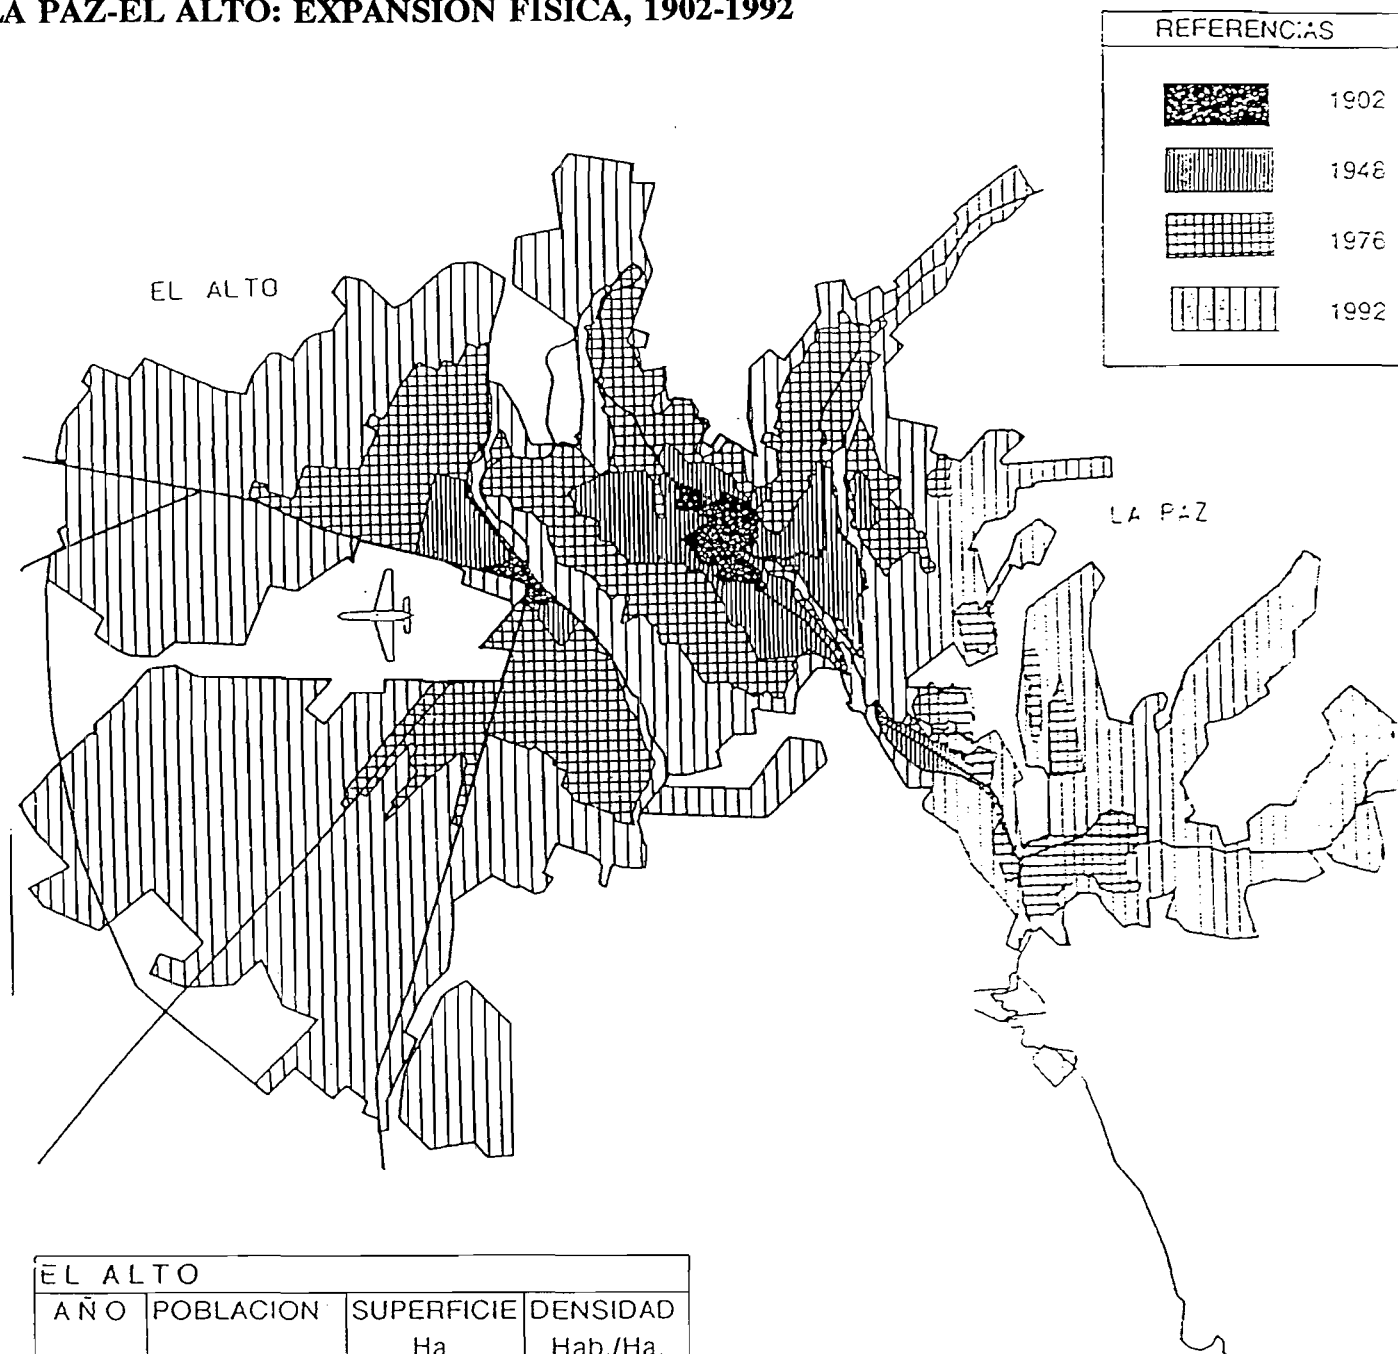 LA PAZ-EL ALTO: EXPANSION FISICA, 1902-1992
REFERENCIAS
1902
1948
1976
1992
EL ALTO
LA PAZ
EL ALTO
AÑO POBLACION SUPERFICIE DENSIDAD
Ha Hab./Ha.